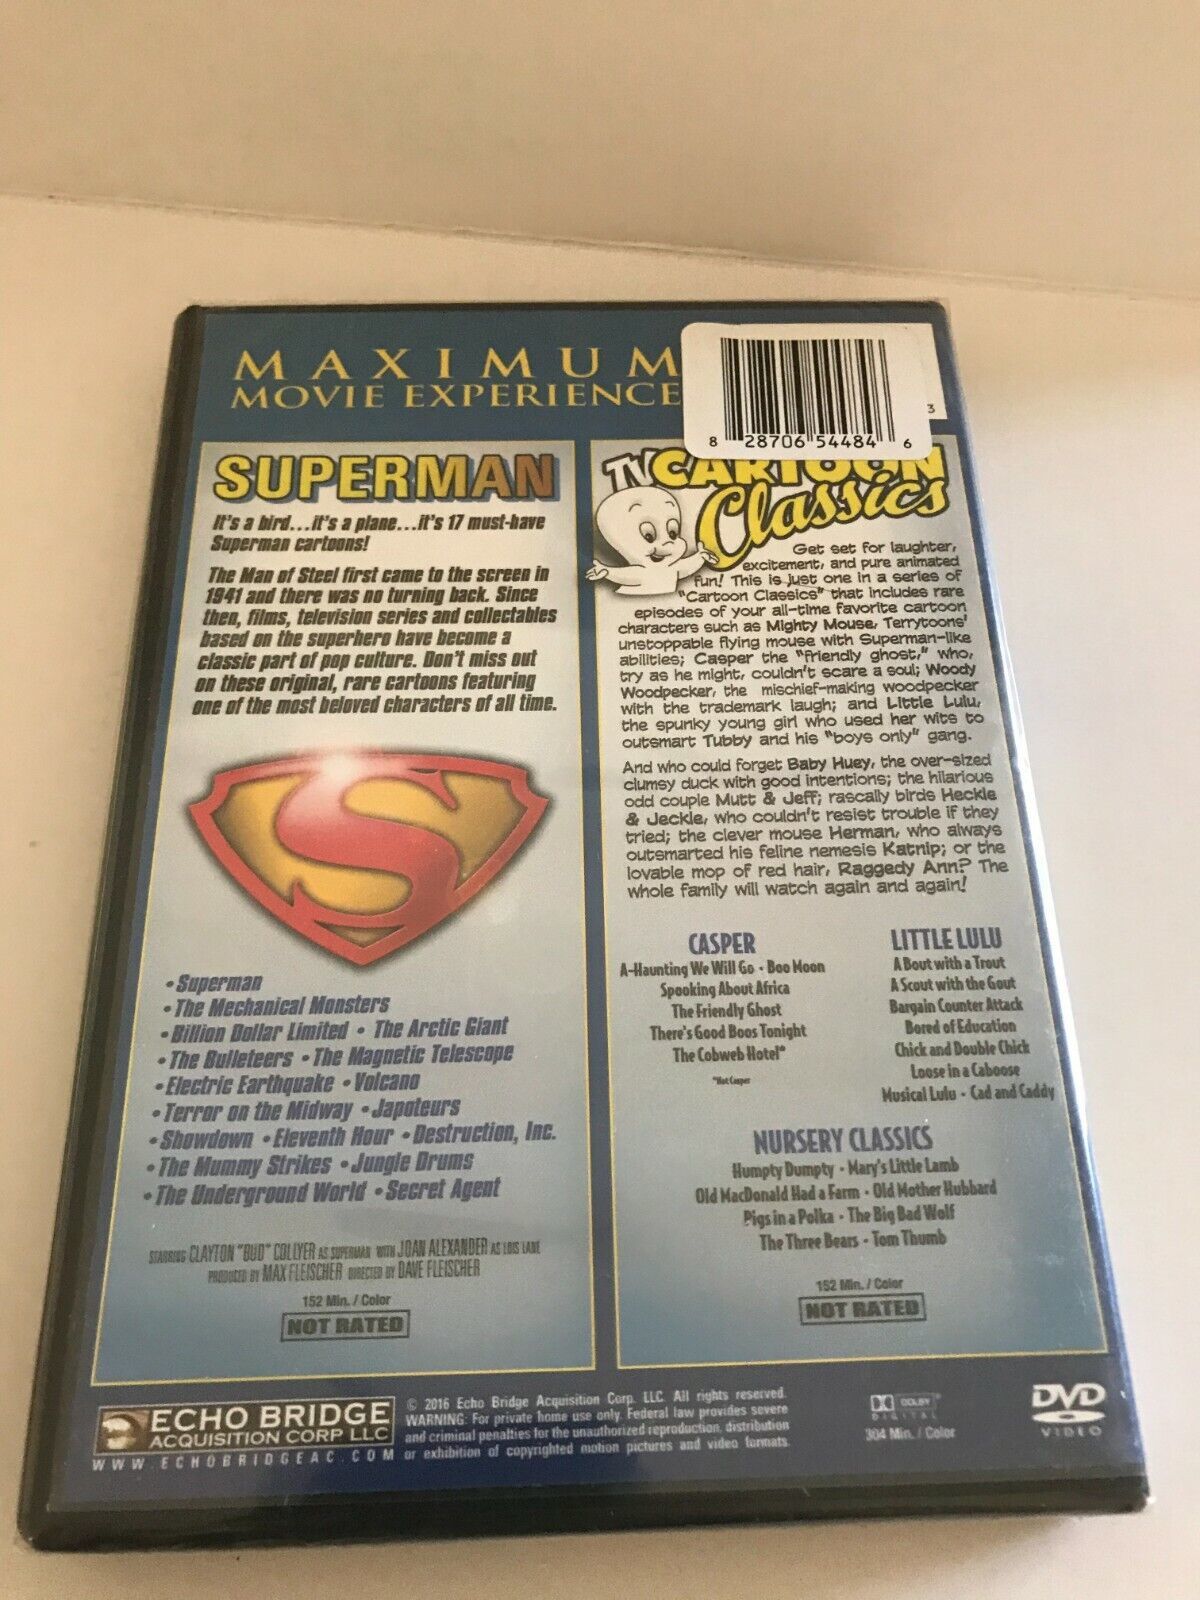 MAXIMUM
MOVIE EXPERIENCE
3
8 28706 54484 6
SUPERMAN
It's a bird...it's a plane...it's 17 must-have
Superman cartoons!
The Man of Steel first came to the screen in
1941 and there was no turning back. Since
then, films, television series and collectables
based on the superhero have become a
classic part of pop culture. Don't miss out
on these original, rare cartoons featuring
one of the most beloved characters of all time.
S
• Superman
• The Mechanical Monsters
• Billion Dollar Limited • The Arctic Giant
• The Bulleteers • The Magnetic Telescope
• Electric Earthquake • Volcano
• Terror on the Midway • Japoteurs
• Showdown • Eleventh Hour • Destruction, Inc.
• The Mummy Strikes • Jungle Drums
• The Underground World • Secret Agent
STARRING CLAYTON "BUD" COLLYER AS SUPERMAN WITH JOAN ALEXANDER AS LOIS LANE
PRODUCED BY MAX FLEISCHER DIRECTED BY DAVE FLEISCHER
152 Min. / Color
NOT RATED
TV CARTOON
Classics
Get set for laughter,
excitement, and pure animated
fun! This is just one in a series of
"Cartoon Classics" that includes rare
episodes of your all-time favorite cartoon
characters such as Mighty Mouse, Terrytoons'
unstoppable flying mouse with Superman-like
abilities; Casper the "friendly ghost," who,
try as he might, couldn't scare a soul; Woody
Woodpecker, the mischief-making woodpecker
with the trademark laugh; and Little Lulu,
the spunky young girl who used her wits to
outsmart Tubby and his "boys only" gang.
And who could forget Baby Huey, the over-sized
clumsy duck with good intentions; the hilarious
odd couple Mutt & Jeff; rascally birds Heckle
& Jeckle, who couldn't resist trouble if they
tried; the clever mouse Herman, who always
outsmarted his feline nemesis Katnip; or the
lovable mop of red hair, Raggedy Ann? The
whole family will watch again and again!
CASPER
A-Haunting We Will Go • Boo Moon
Spooking About Africa
The Friendly Ghost
There's Good Boos Tonight
The Cobweb Hotel*
*Not Casper
LITTLE LULU
A Bout with a Trout
A Scout with the Gout
Bargain Counter Attack
Bored of Education
Chick and Double Chick
Loose in a Caboose
Musical Lulu • Cad and Caddy
NURSERY CLASSICS
Humpty Dumpty • Mary's Little Lamb
Old MacDonald Had a Farm • Old Mother Hubbard
Pigs in a Polka • The Big Bad Wolf
The Three Bears • Tom Thumb
152 Min. / Color
NOT RATED
ECHO BRIDGE
ACQUISITION CORP LLC
WWW.ECHOBRIDGEAC.COM
© 2016 Echo Bridge Acquisition Corp. LLC. All rights reserved.
WARNING: For private home use only. Federal law provides severe
and criminal penalties for the unauthorized reproduction, distribution
or exhibition of copyrighted motion pictures and video formats.
DOLBY
DIGITAL
304 Min. / Color
DVD
VIDEO